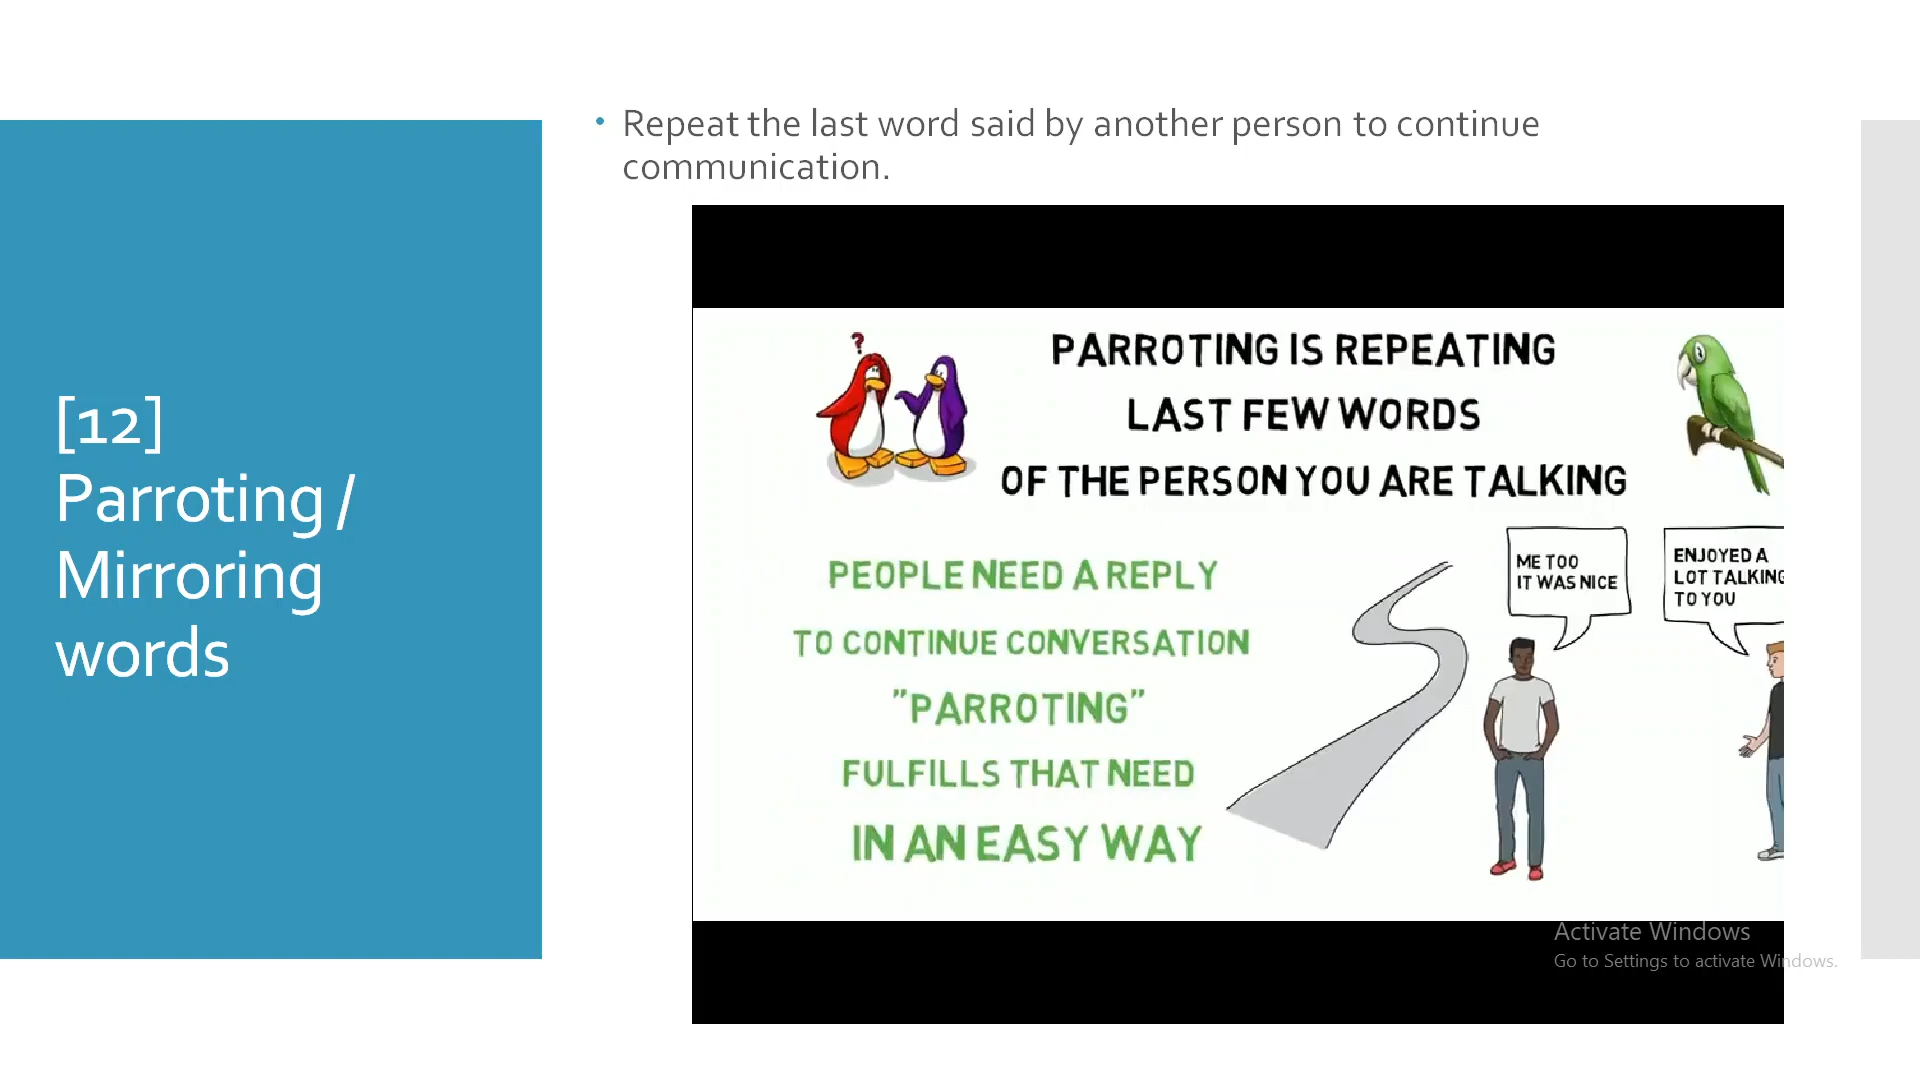 [12]
Parroting /
Mirroring
words
• Repeat the last word said by another person to continue
communication.
?
PARROTING IS REPEATING
LAST FEW WORDS
OF THE PERSON YOU ARE TALKING
PEOPLE NEED A REPLY
TO CONTINUE CONVERSATION
"PARROTING"
FULFILLS THAT NEED
IN AN EASY WAY
ME TOO
IT WAS NICE
ENJOYED A
LOT TALKING
TO YOU
Activate Windows
Go to Settings to activate Windows.